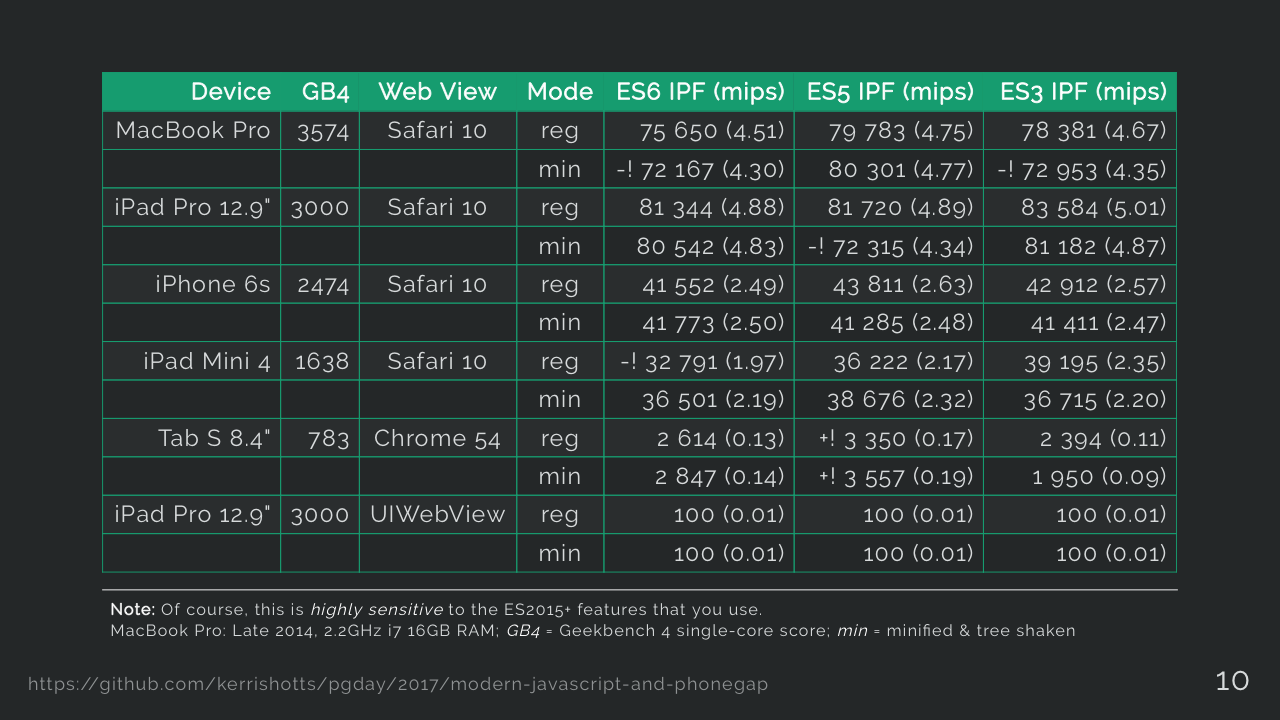 Device GB4 Web View Mode ES6 IPF (mips) ES5 IPF (mips) ES3 IPF (mips)
MacBook Pro 3574 Safari 10 reg 75 650 (4.51) 79 783 (4.75) 78 381 (4.67)
min -! 72 167 (4.30) 80 301 (4.77) -! 72 953 (4.35)
iPad Pro 12.9" 3000 Safari 10 reg 81 344 (4.88) 81 720 (4.89) 83 584 (5.01)
min 80 542 (4.83) -! 72 315 (4.34) 81 182 (4.87)
iPhone 6s 2474 Safari 10 reg 41 552 (2.49) 43 811 (2.63) 42 912 (2.57)
min 41 773 (2.50) 41 285 (2.48) 41 411 (2.47)
iPad Mini 4 1638 Safari 10 reg -! 32 791 (1.97) 36 222 (2.17) 39 195 (2.35)
min 36 501 (2.19) 38 676 (2.32) 36 715 (2.20)
Tab S 8.4" 783 Chrome 54 reg 2 614 (0.13) +! 3 350 (0.17) 2 394 (0.11)
min 2 847 (0.14) +! 3 557 (0.19) 1 950 (0.09)
iPad Pro 12.9" 3000 UIWebView reg 100 (0.01) 100 (0.01) 100 (0.01)
min 100 (0.01) 100 (0.01) 100 (0.01)
Note: Of course, this is highly sensitive to the ES2015+ features that you use.
MacBook Pro: Late 2014, 2.2GHz i7 16GB RAM; GB4 = Geekbench 4 single-core score; min = minified & tree shaken
https://github.com/kerrishotts/pgday/2017/modern-javascript-and-phonegap
10